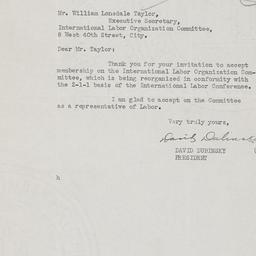 Mr. William Lonsdale Taylor,
Executive Secretary,
International Labor Organization Committee,
8 West 40th Street, City.
Dear Mr. Taylor:
Thank you for your invitation to accept
membership on the International Labor Organization Com-
mittee, which is being reorganized in conformity with
the 2-1-1 basis of the International Labor Conference.
I am glad to accept on the Committee
as a representative of Labor.
Very truly yours,
David Dubinsky
DAVID DUBINSKY
PRESIDENT
h